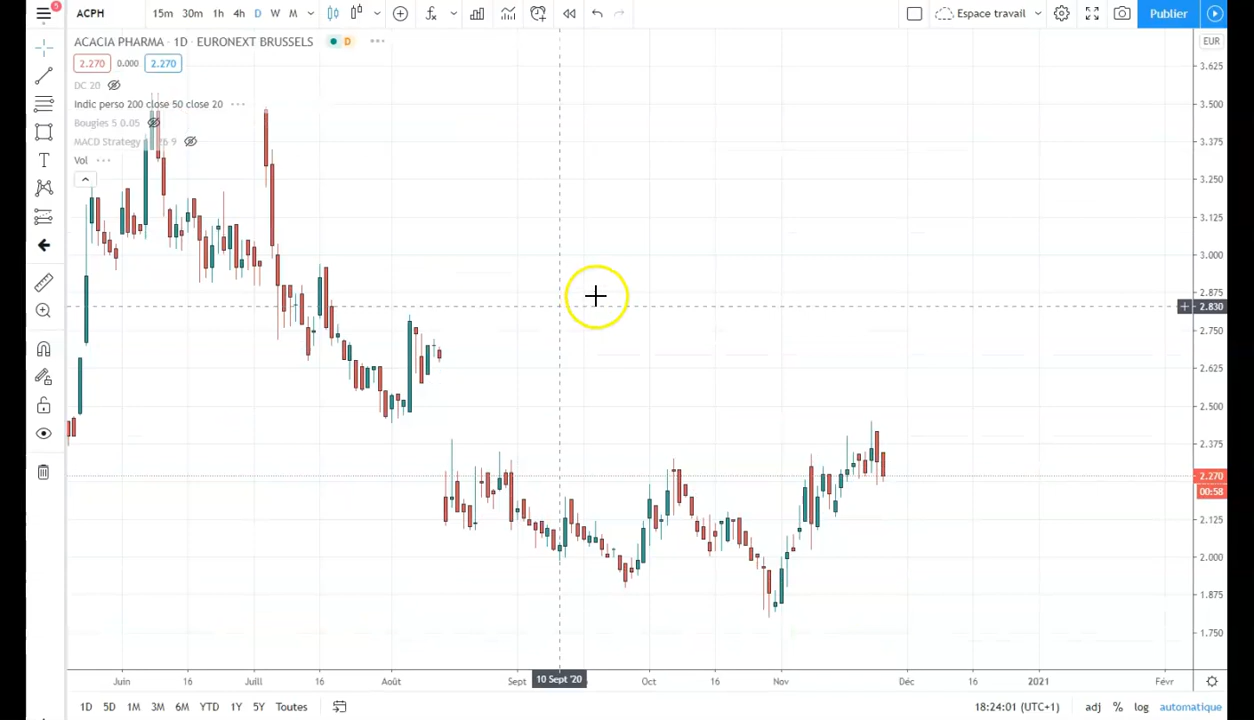 5
ACPH 15m 30m 1h 4h D W M Espace travail Publier
ACACIA PHARMA · 1D · EURONEXT BRUSSELS D
2.270 0.000 2.270
DC 20
Indic perso 200 close 50 close 20
Bougies 5 0.05
MACD Strategy 26 9
Vol
EUR
3.625
3.500
3.375
3.250
3.125
3.000
2.875
2.830
2.750
2.625
2.500
2.375
2.270
00:58
2.125
2.000
1.875
1.750
Juin 16 Juill 16 Août Sept 10 Sept '20 Oct 16 Nov Déc 16 2021 Févr
1D 5D 1M 3M 6M YTD 1Y 5Y Toutes 18:24:01 (UTC+1) adj % log automatique